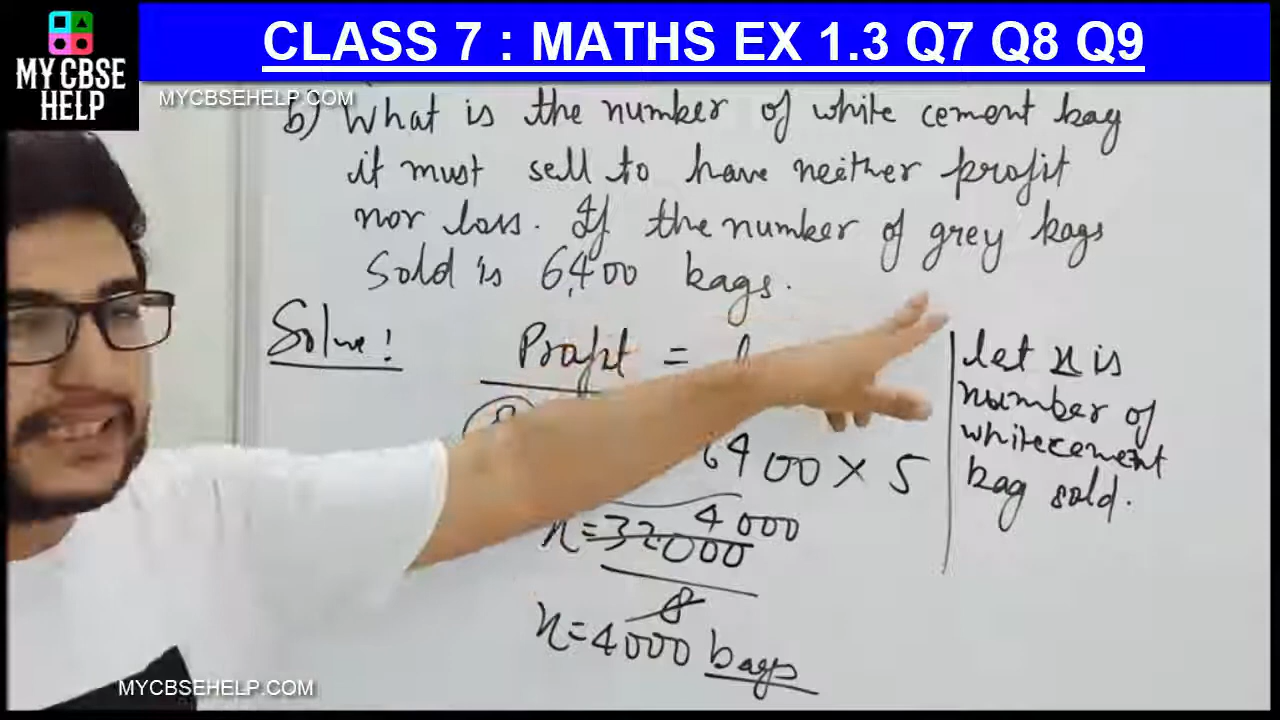 CLASS 7 : MATHS EX 1.3 Q7 Q8 Q9
MY CBSE
HELP
MYCBSEHELP.COM
b) What is the number of white cement bag
it must sell to have neither profit
nor loss. If the number of grey bags
Sold is 6,400 bags.
Solve!
Profit =
8
6400 × 5
let x is
number of
whitecement
bag sold.
4000
x = 32000
8
x = 4000 bags
MYCBSEHELP.COM